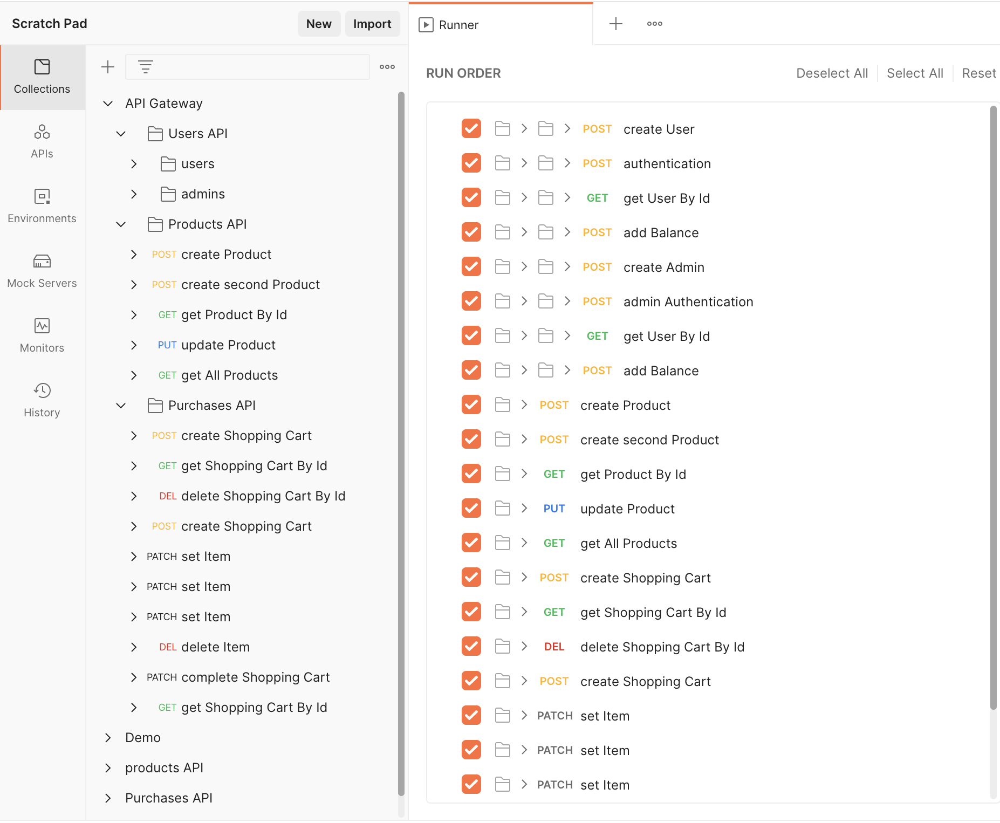 Scratch Pad
New
Import
Collections
APIs
Environments
Mock Servers
Monitors
History
API Gateway
Users API
users
admins
Products API
POST create Product
POST create second Product
GET get Product By Id
PUT update Product
GET get All Products
Purchases API
POST create Shopping Cart
GET get Shopping Cart By Id
DEL delete Shopping Cart By Id
POST create Shopping Cart
PATCH set Item
PATCH set Item
PATCH set Item
DEL delete Item
PATCH complete Shopping Cart
GET get Shopping Cart By Id
Demo
products API
Purchases API
Runner
RUN ORDER
Deselect All
Select All
Reset
POST create User
POST authentication
GET get User By Id
POST add Balance
POST create Admin
POST admin Authentication
GET get User By Id
POST add Balance
POST create Product
POST create second Product
GET get Product By Id
PUT update Product
GET get All Products
POST create Shopping Cart
GET get Shopping Cart By Id
DEL delete Shopping Cart By Id
POST create Shopping Cart
PATCH set Item
PATCH set Item
PATCH set Item